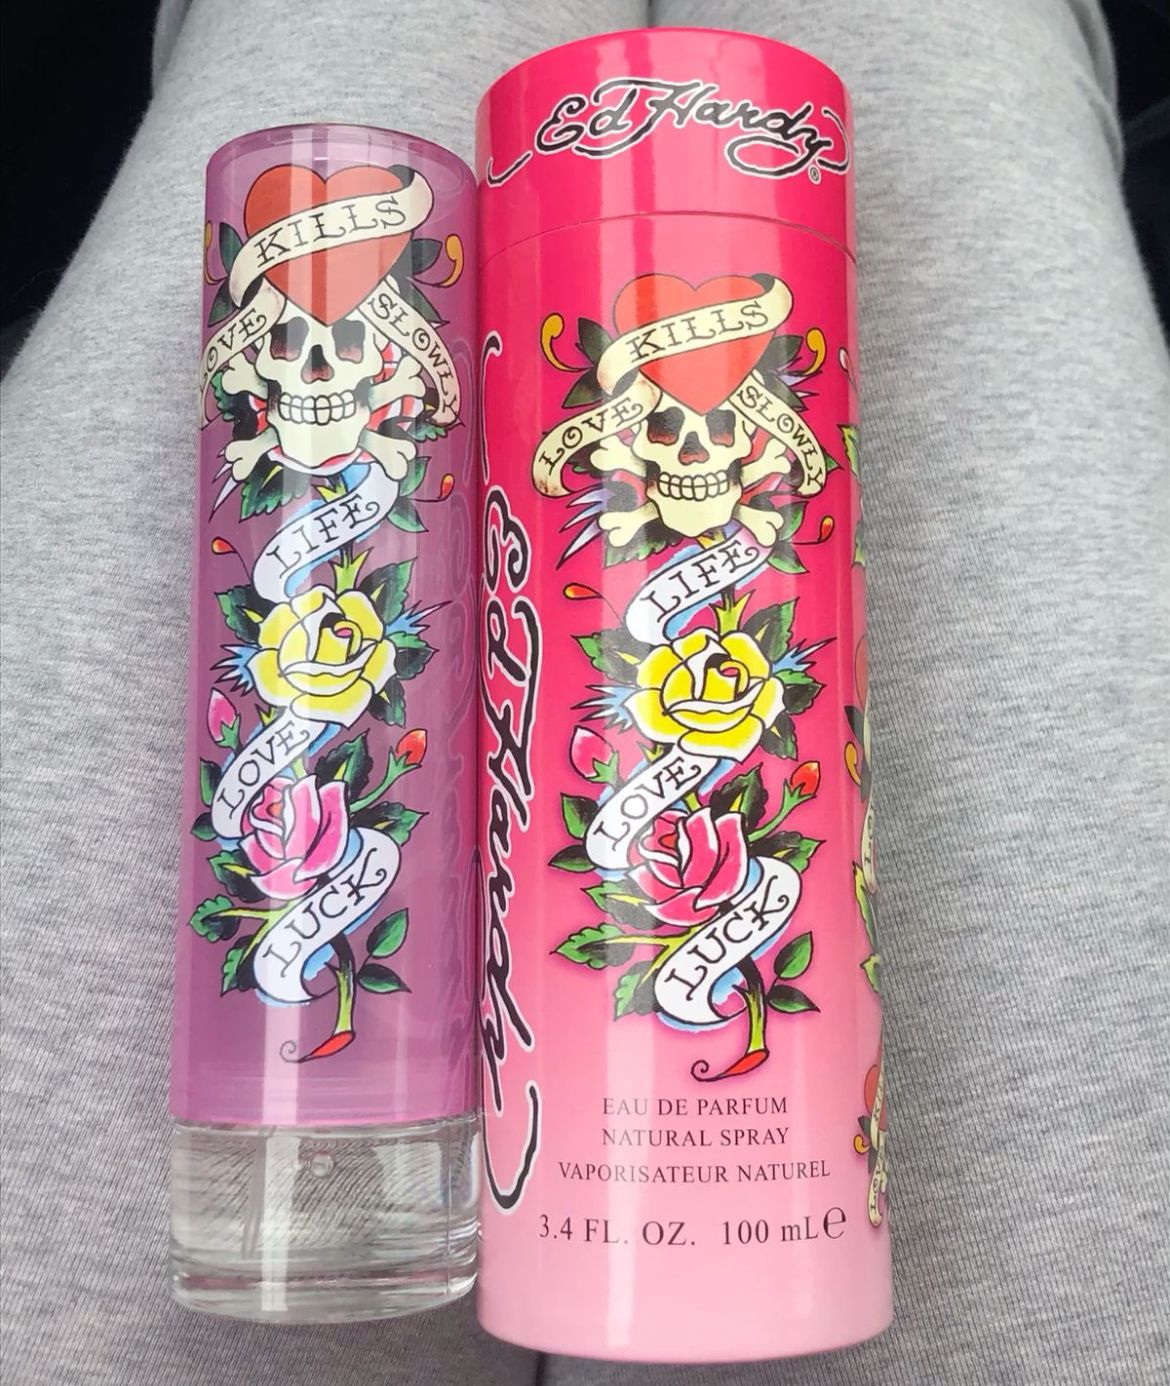 KILLS
LOVE
SLOWLY
LIFE
LOVE
LUCK
Ed Hardy®
KILLS
LOVE
SLOWLY
LIFE
LOVE
LUCK
Ed Hardy
EAU DE PARFUM
NATURAL SPRAY
VAPORISATEUR NATUREL
3.4 FL. OZ. 100 mL℮